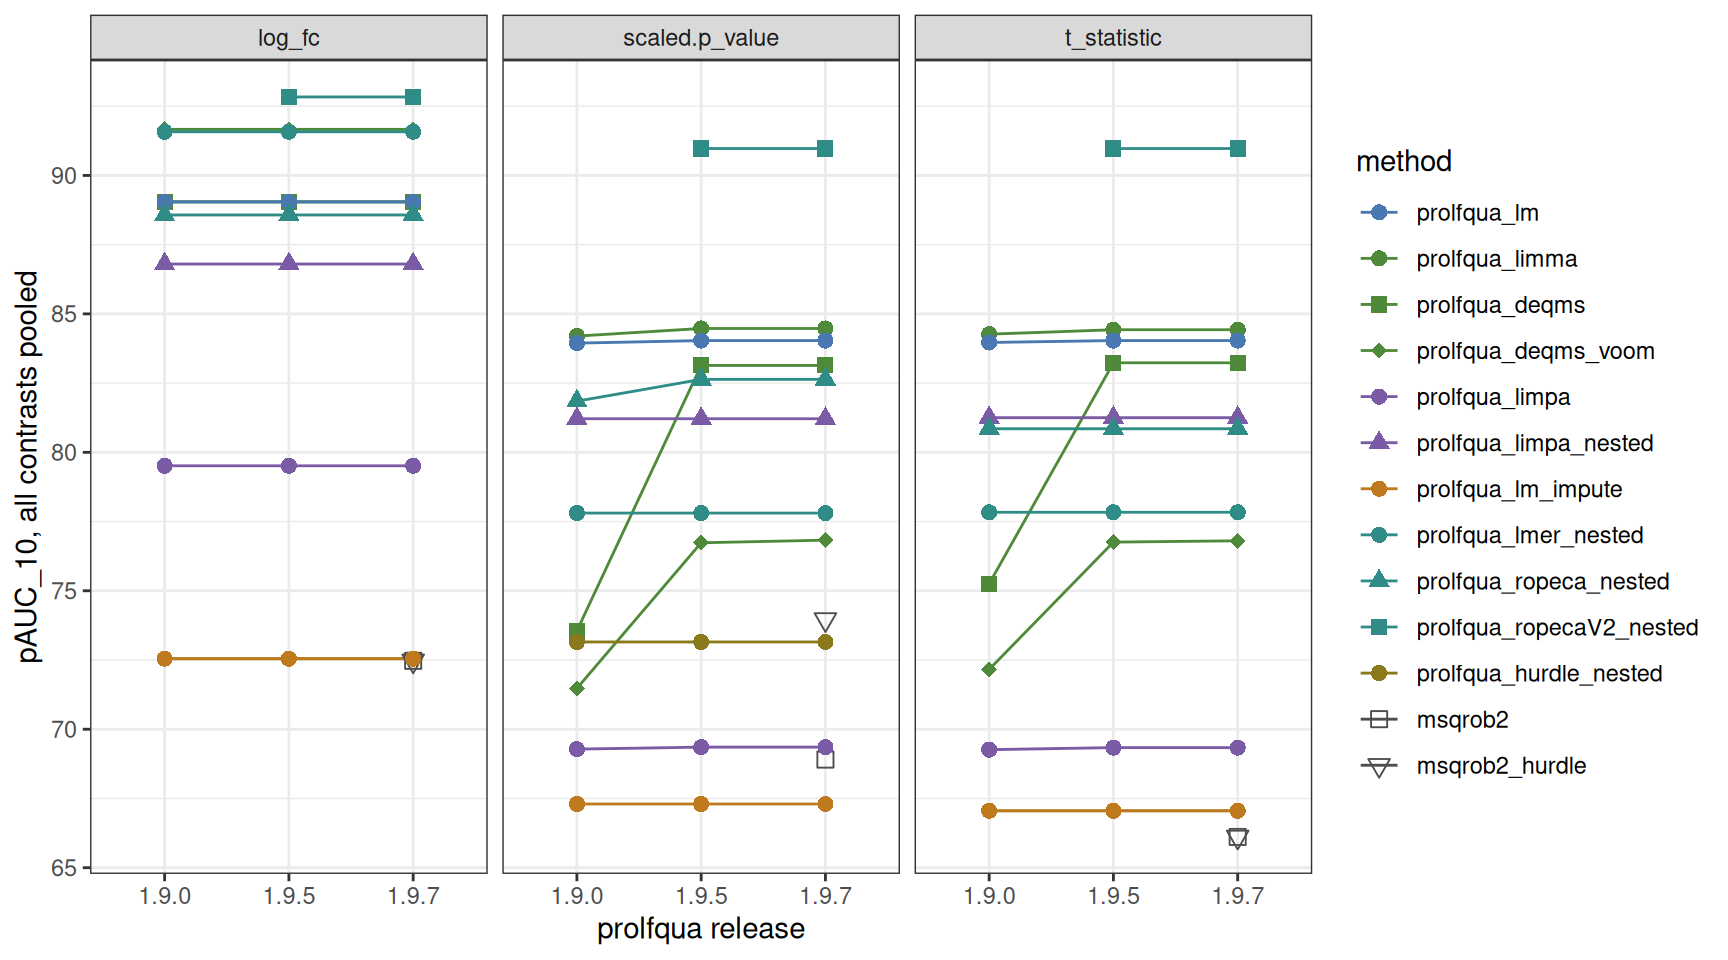 log_fc
scaled.p_value
t_statistic
pAUC_10, all contrasts pooled
90
85
80
75
70
65
1.9.0 1.9.5 1.9.7
1.9.0 1.9.5 1.9.7
1.9.0 1.9.5 1.9.7
prolfqua release
method
prolfqua_lm
prolfqua_limma
prolfqua_deqms
prolfqua_deqms_voom
prolfqua_limpa
prolfqua_limpa_nested
prolfqua_lm_impute
prolfqua_lmer_nested
prolfqua_ropeca_nested
prolfqua_ropecaV2_nested
prolfqua_hurdle_nested
msqrob2
msqrob2_hurdle